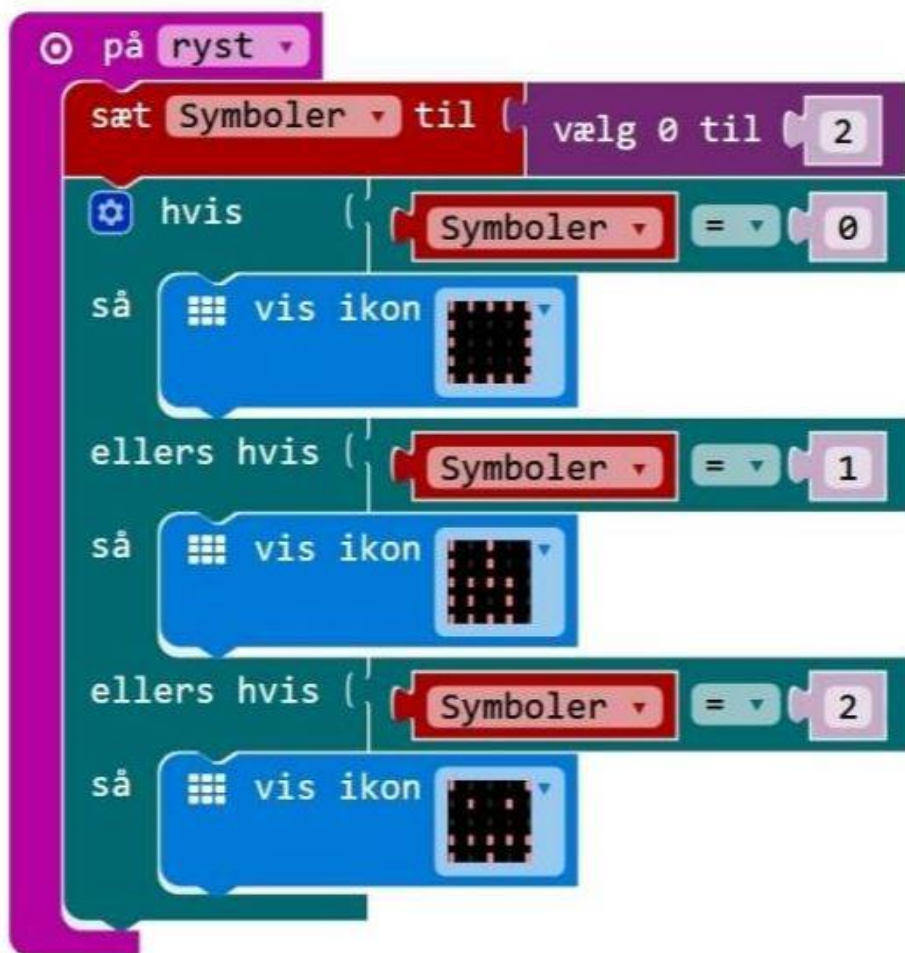 på ryst
sæt Symboler til vælg 0 til 2
hvis Symboler = 0
så vis ikon
ellers hvis Symboler = 1
så vis ikon
ellers hvis Symboler = 2
så vis ikon